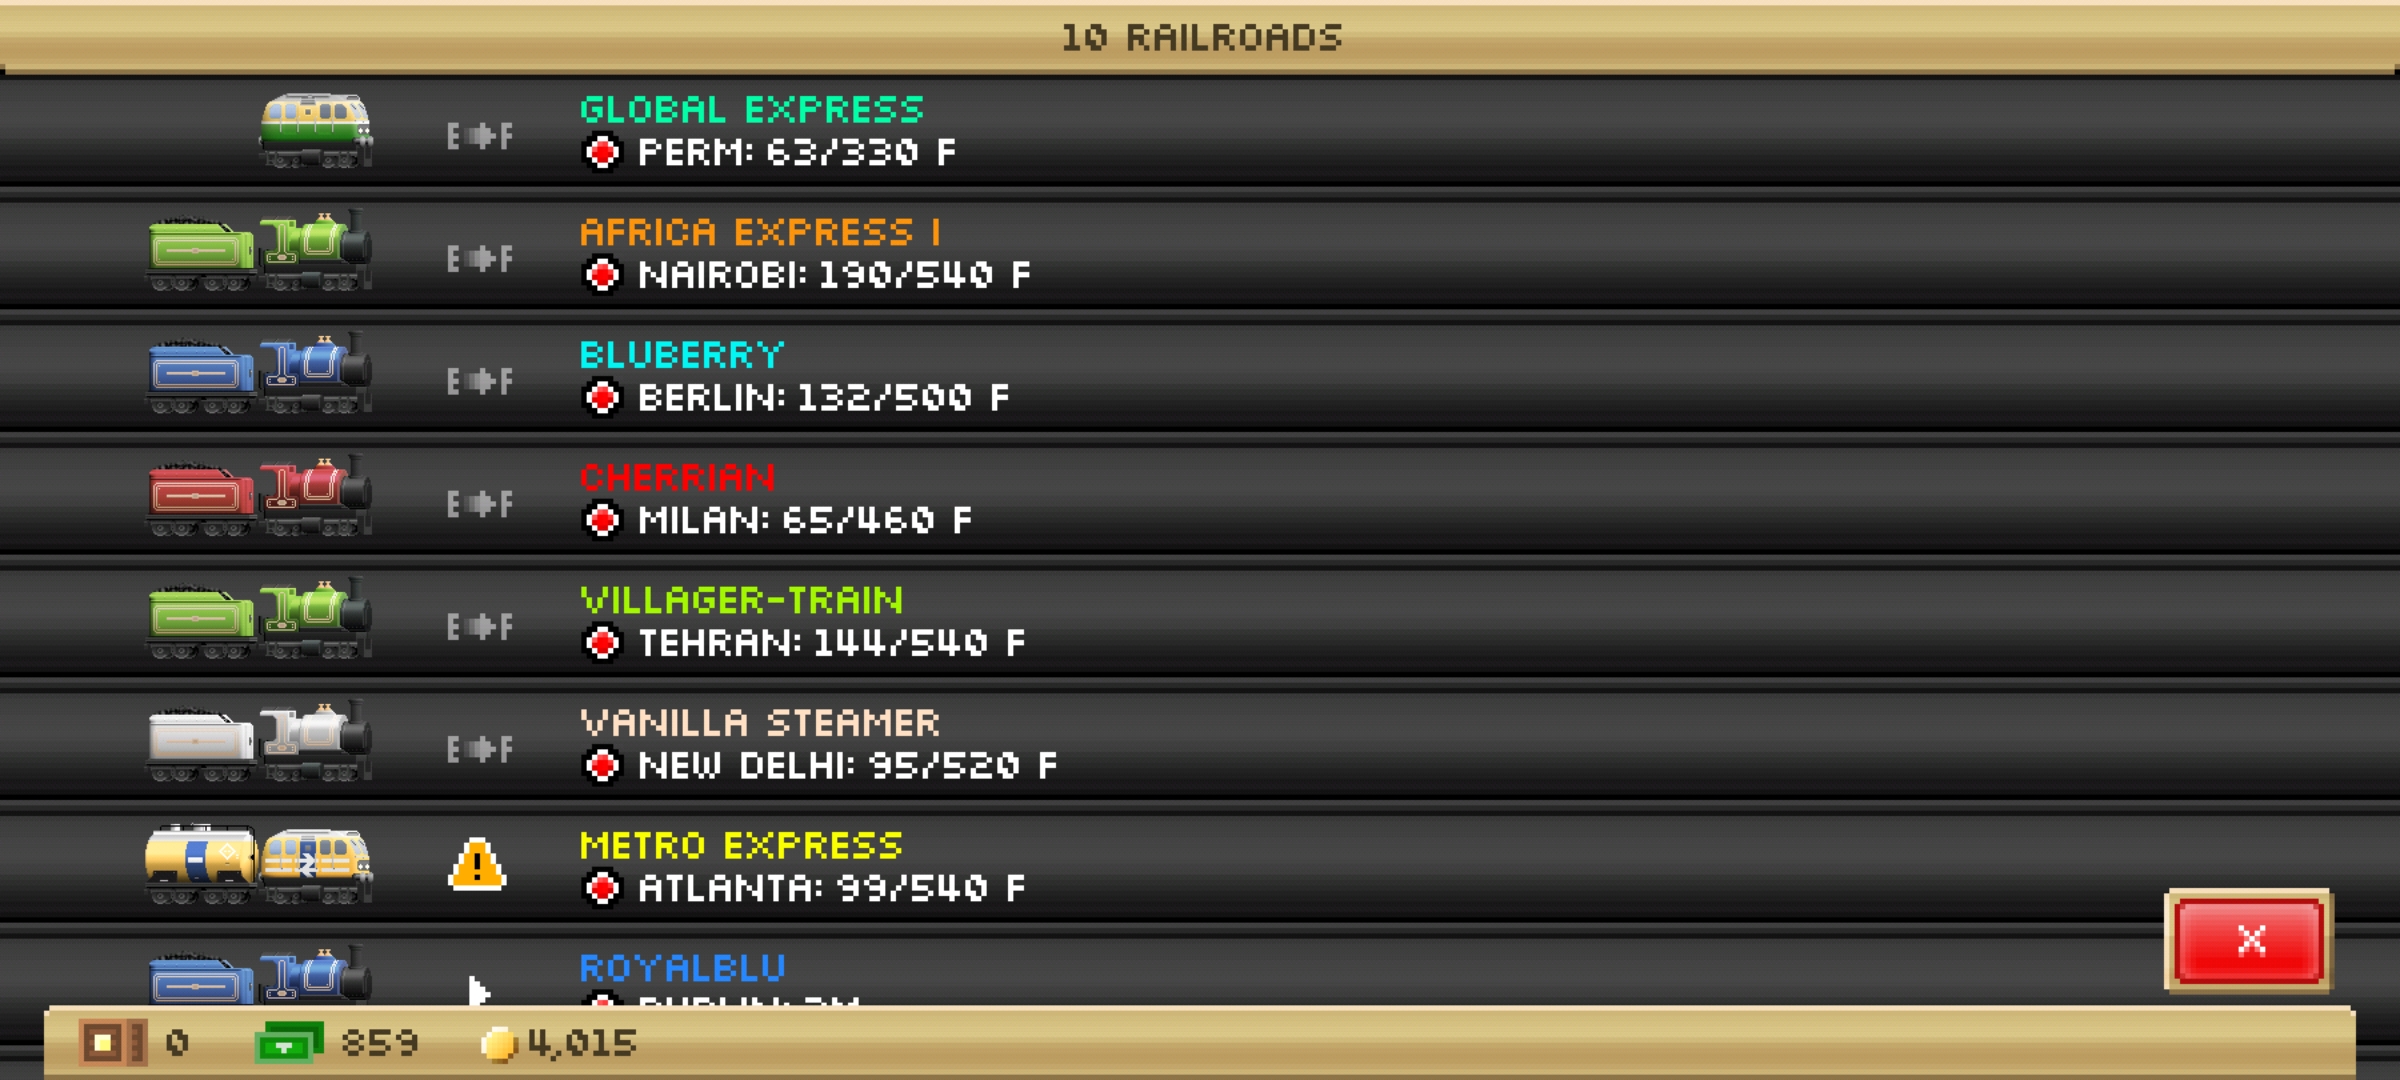 10 RAILROADS
GLOBAL EXPRESS
E F
PERM: 63/330 F
AFRICA EXPRESS I
E F
NAIROBI: 190/540 F
BLUBERRY
E F
BERLIN: 132/500 F
CHERRIAN
E F
MILAN: 65/460 F
VILLAGER-TRAIN
E F
TEHRAN: 144/540 F
VANILLA STEAMER
E F
NEW DELHI: 95/520 F
METRO EXPRESS
!
ATLANTA: 99/540 F
X
ROYALBLU
0 859 4,015